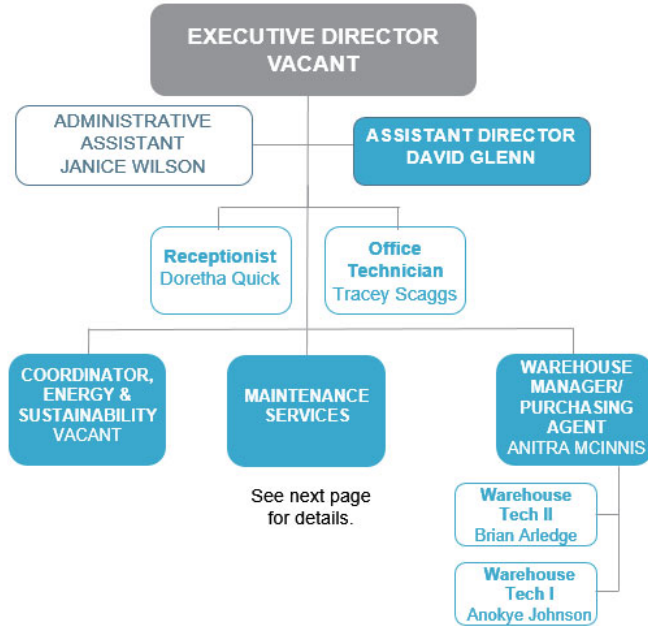 EXECUTIVE DIRECTOR
VACANT
ADMINISTRATIVE
ASSISTANT
JANICE WILSON
ASSISTANT DIRECTOR
DAVID GLENN
Receptionist
Doretha Quick
Office
Technician
Tracey Scaggs
COORDINATOR,
ENERGY &
SUSTAINABILITY
VACANT
MAINTENANCE
SERVICES
See next page
for details.
WAREHOUSE
MANAGER/
PURCHASING
AGENT
ANITRA MCINNIS
Warehouse
Tech II
Brian Arledge
Warehouse
Tech I
Anokye Johnson